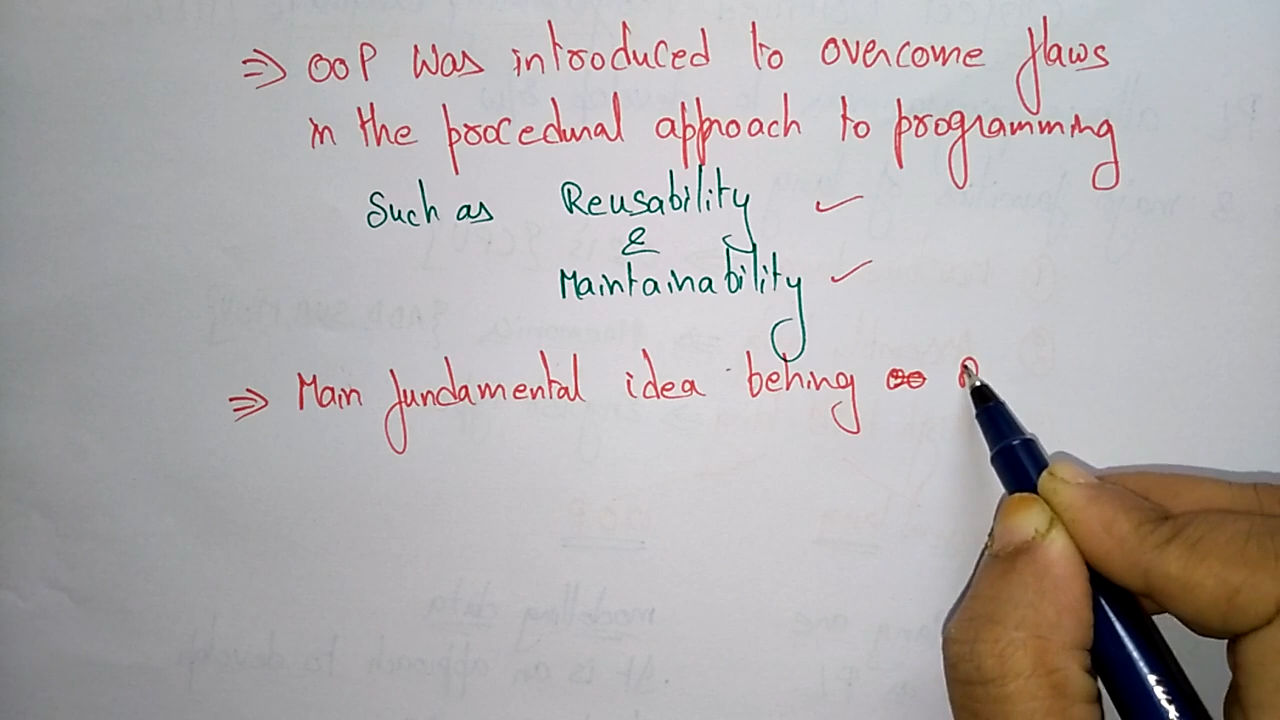 ⇒ OOP was introduced to overcome flaws
in the procedural approach to programming
Such as Reusability ✓
&
Maintainability ✓
⇒ Main fundamental idea behing